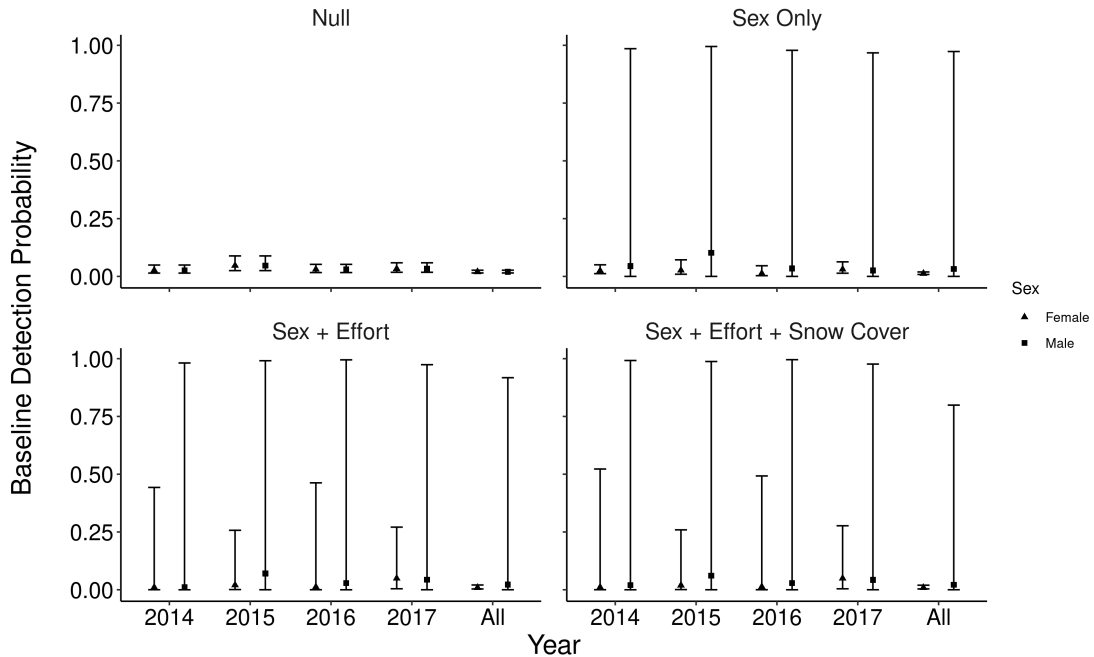 Null
Sex Only
1.00
0.75
0.50
0.25
0.00
Sex + Effort
Sex + Effort + Snow Cover
1.00
0.75
0.50
0.25
0.00
2014 2015 2016 2017 All
2014 2015 2016 2017 All
Year
Baseline Detection Probability
Sex
Female
Male